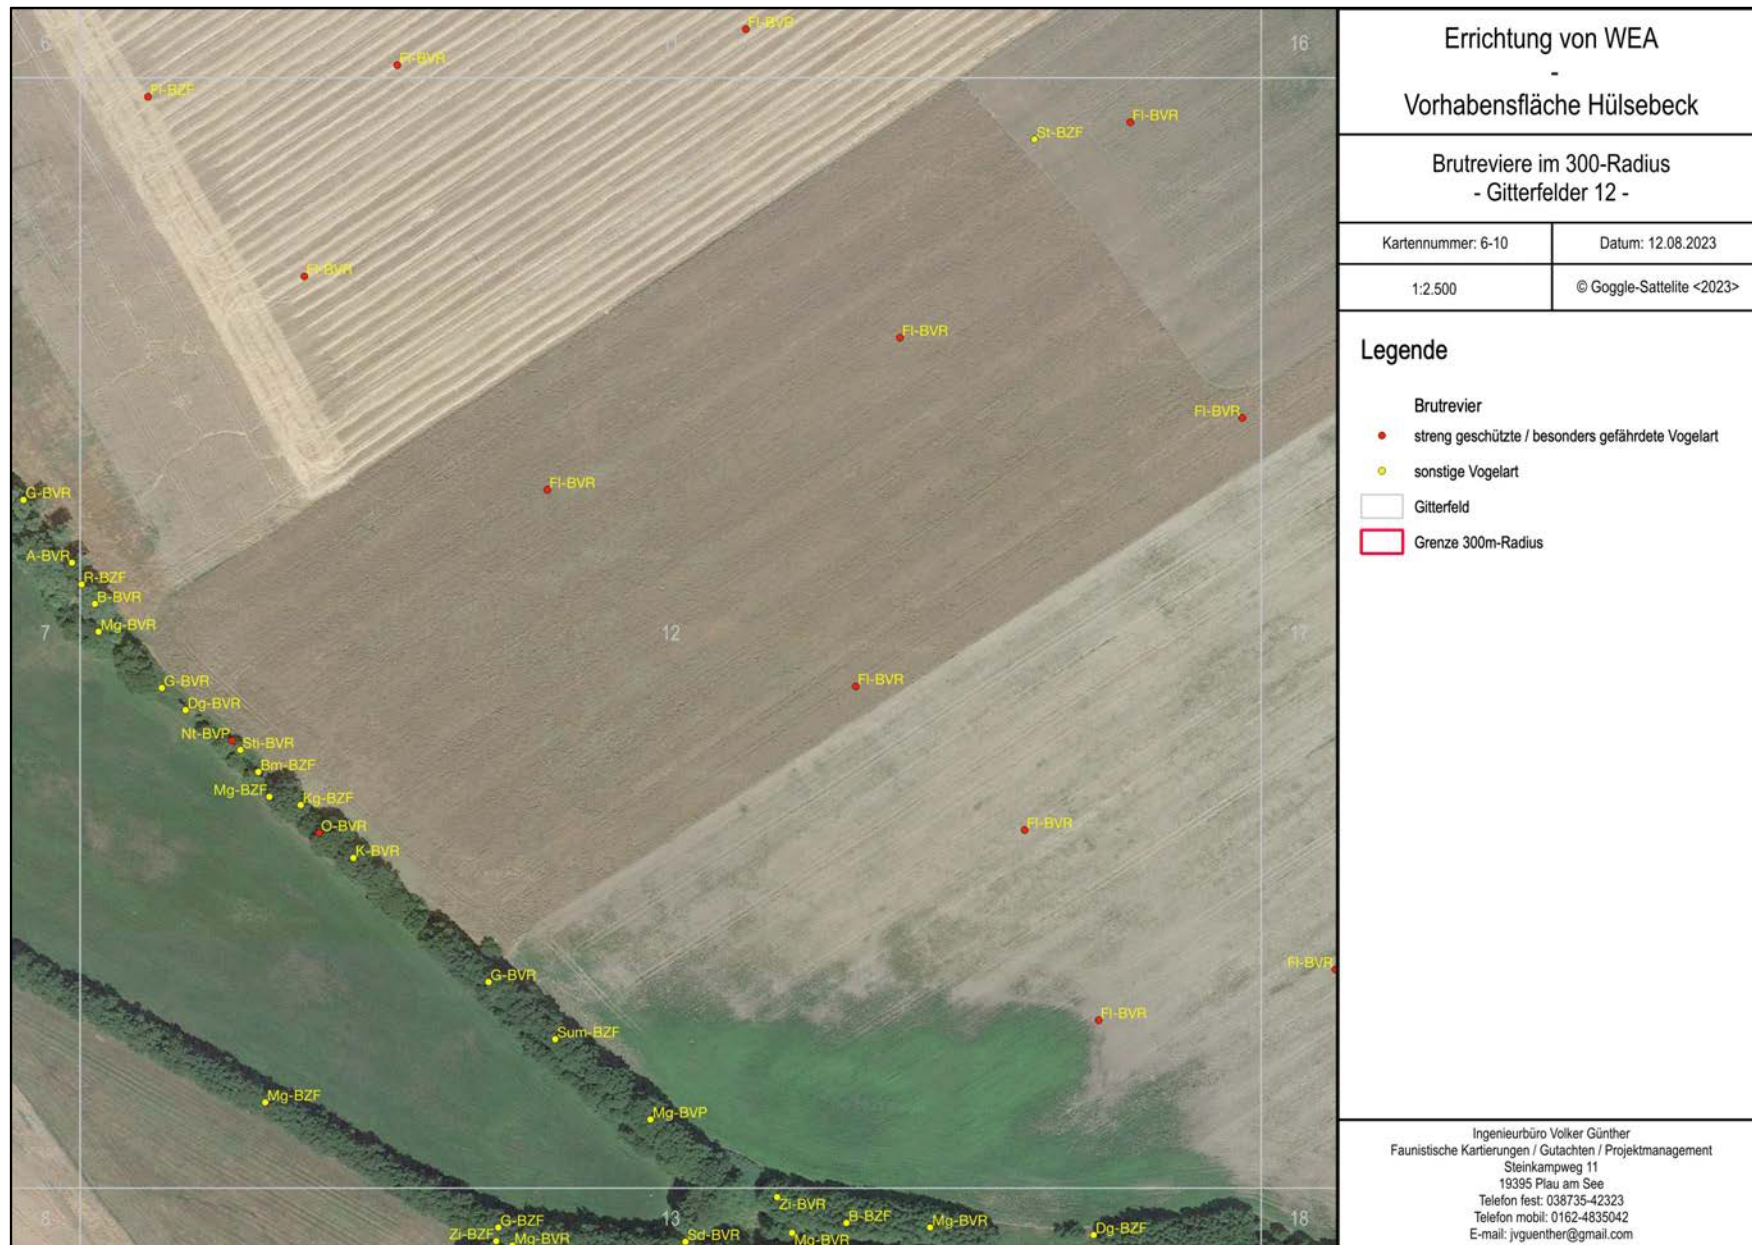 6
11
16
Fl-BVR
Fl-BVR
Fl-BZF
Fl-BVR
St-BZF
Fl-BVR
Fl-BVR
Fl-BVR
Fl-BVR
G-BVR
A-BVR
R-BZF
B-BVR
Mg-BVR
7
12
17
G-BVR
Fl-BVR
Dg-BVR
Nt-BVP
Sti-BVR
Bm-BZF
Mg-BZF
Kg-BZF
O-BVR
Fl-BVR
K-BVR
Fl-BVR
G-BVR
Fl-BVR
Sum-BZF
Mg-BZF
Mg-BVP
Zi-BVR
8
13
18
G-BZF
B-BZF
Mg-BVR
Dg-BZF
Zi-BZF
Mg-BVR
Sd-BVR
Mg-BVR
Errichtung von WEA
-
Vorhabensfläche Hülsebeck
Brutreviere im 300-Radius
- Gitterfelder 12 -
Kartennummer: 6-10
Datum: 12.08.2023
1:2.500
© Goggle-Sattelite <2023>
Legende
Brutrevier
streng geschützte / besonders gefährdete Vogelart
sonstige Vogelart
Gitterfeld
Grenze 300m-Radius
Ingenieurbüro Volker Günther
Faunistische Kartierungen / Gutachten / Projektmanagement
Steinkampweg 11
19395 Plau am See
Telefon fest: 038735-42323
Telefon mobil: 0162-4835042
E-mail: jvguenther@gmail.com